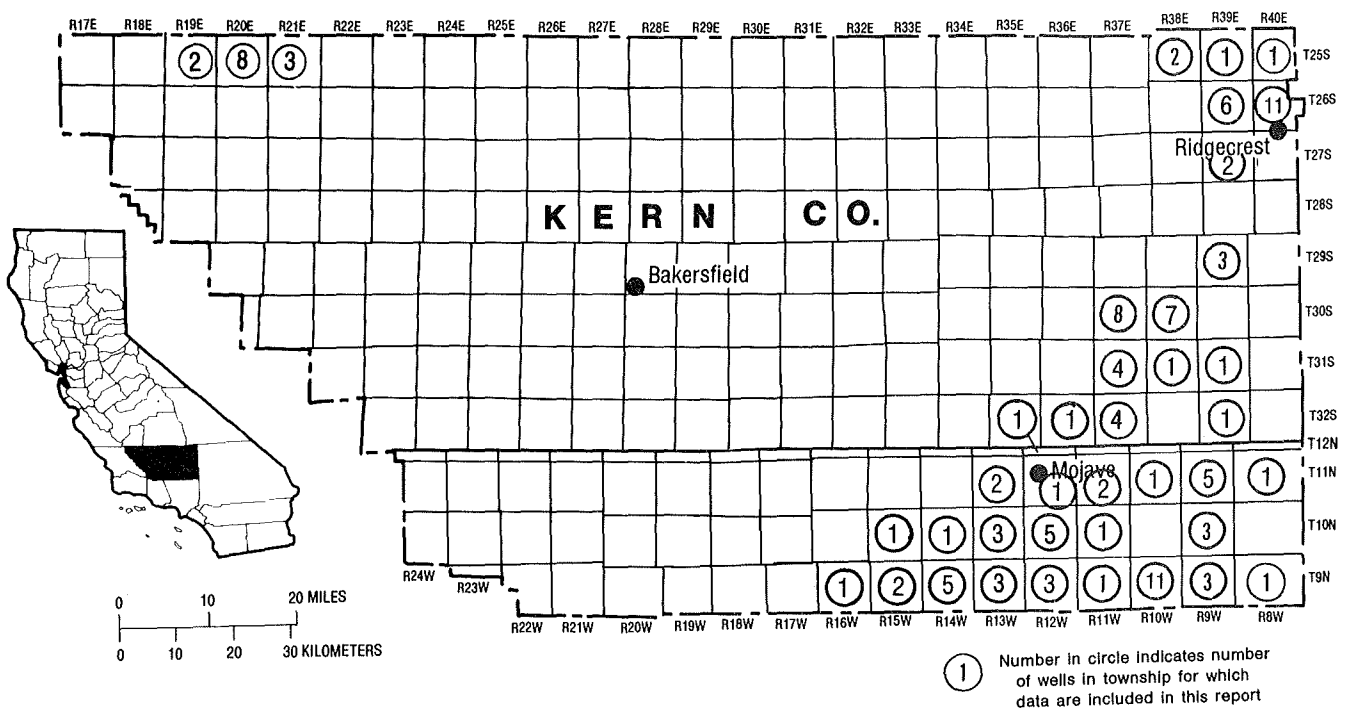 R17E R18E R19E R20E R21E R22E R23E R24E R25E R26E R27E R28E R29E R30E R31E R32E R33E R34E R35E R36E R37E R38E R39E R40E
2 8 3 2 1 1 T25S
6 11 T26S
Ridgecrest
2 T27S
KERN CO. T28S
3 T29S
Bakersfield
8 7 T30S
4 1 1 T31S
1 1 4 1 T32S
T12N
Mojave
2 1 2 1 5 1 T11N
1 1 3 5 1 3 T10N
1 2 5 3 3 1 11 3 1 T9N
R24W R23W R22W R21W R20W R19W R18W R17W R16W R15W R14W R13W R12W R11W R10W R9W R8W
0 10 20 MILES
0 10 20 30 KILOMETERS
1 Number in circle indicates number
of wells in township for which
data are included in this report